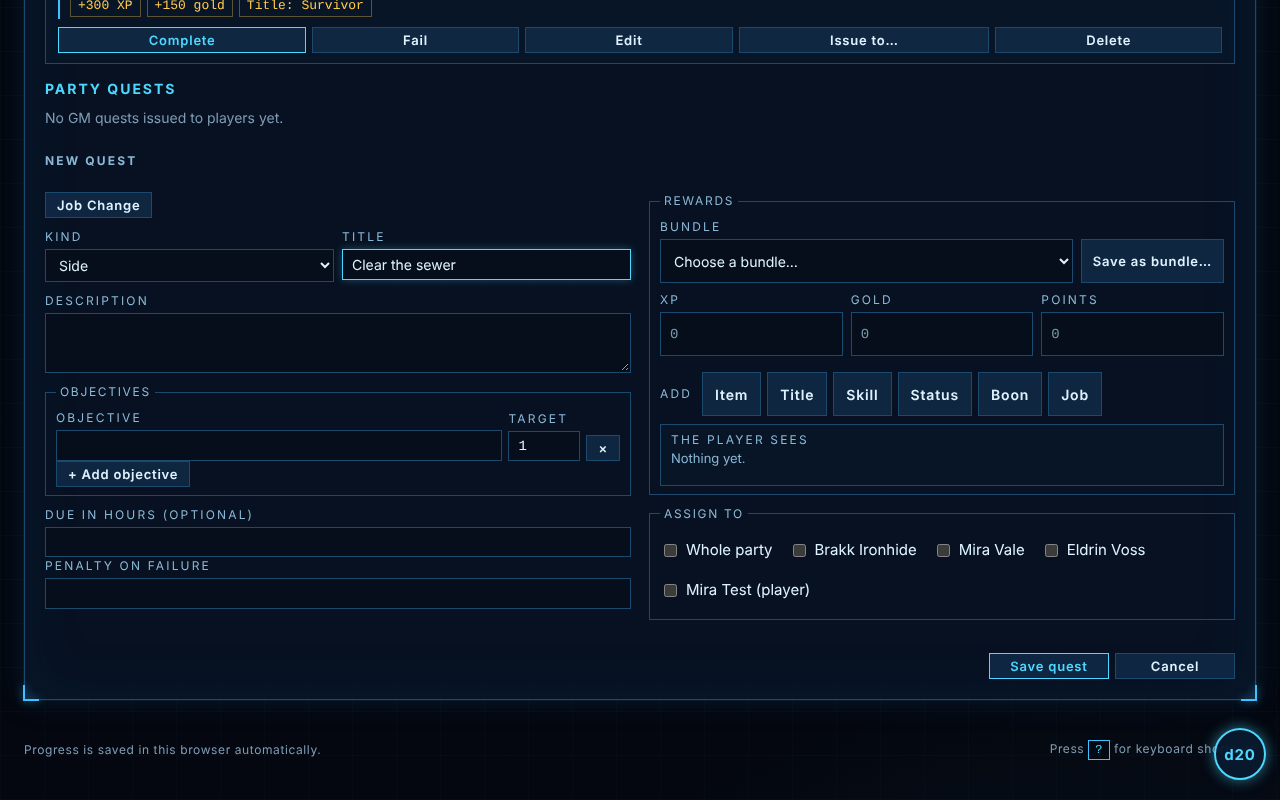 +300 XP +150 gold Title: Survivor
Complete Fail Edit Issue to... Delete
PARTY QUESTS
No GM quests issued to players yet.
NEW QUEST
Job Change
KIND TITLE
Side Clear the sewer
DESCRIPTION
OBJECTIVES
OBJECTIVE TARGET
1 ×
+ Add objective
DUE IN HOURS (OPTIONAL)
PENALTY ON FAILURE
REWARDS
BUNDLE
Choose a bundle... Save as bundle...
XP GOLD POINTS
0 0 0
ADD Item Title Skill Status Boon Job
THE PLAYER SEES
Nothing yet.
ASSIGN TO
Whole party Brakk Ironhide Mira Vale Eldrin Voss
Mira Test (player)
Save quest Cancel
Progress is saved in this browser automatically.
Press ? for keyboard
d20